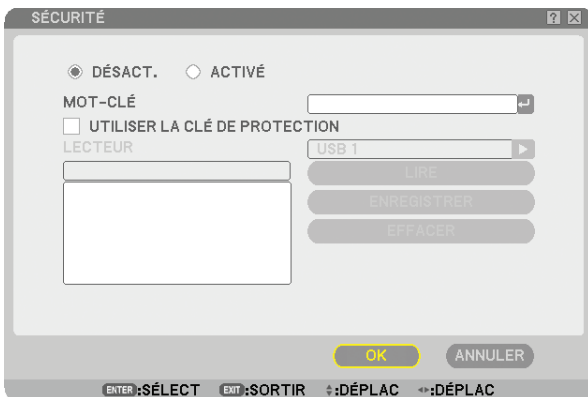 SÉCURITÉ
DÉSACT. ACTIVÉ
MOT-CLÉ
UTILISER LA CLÉ DE PROTECTION
LECTEUR USB 1
LIRE
ENREGISTRER
EFFACER
OK ANNULER
ENTER:SÉLECT EXIT:SORTIR :DÉPLAC :DÉPLAC